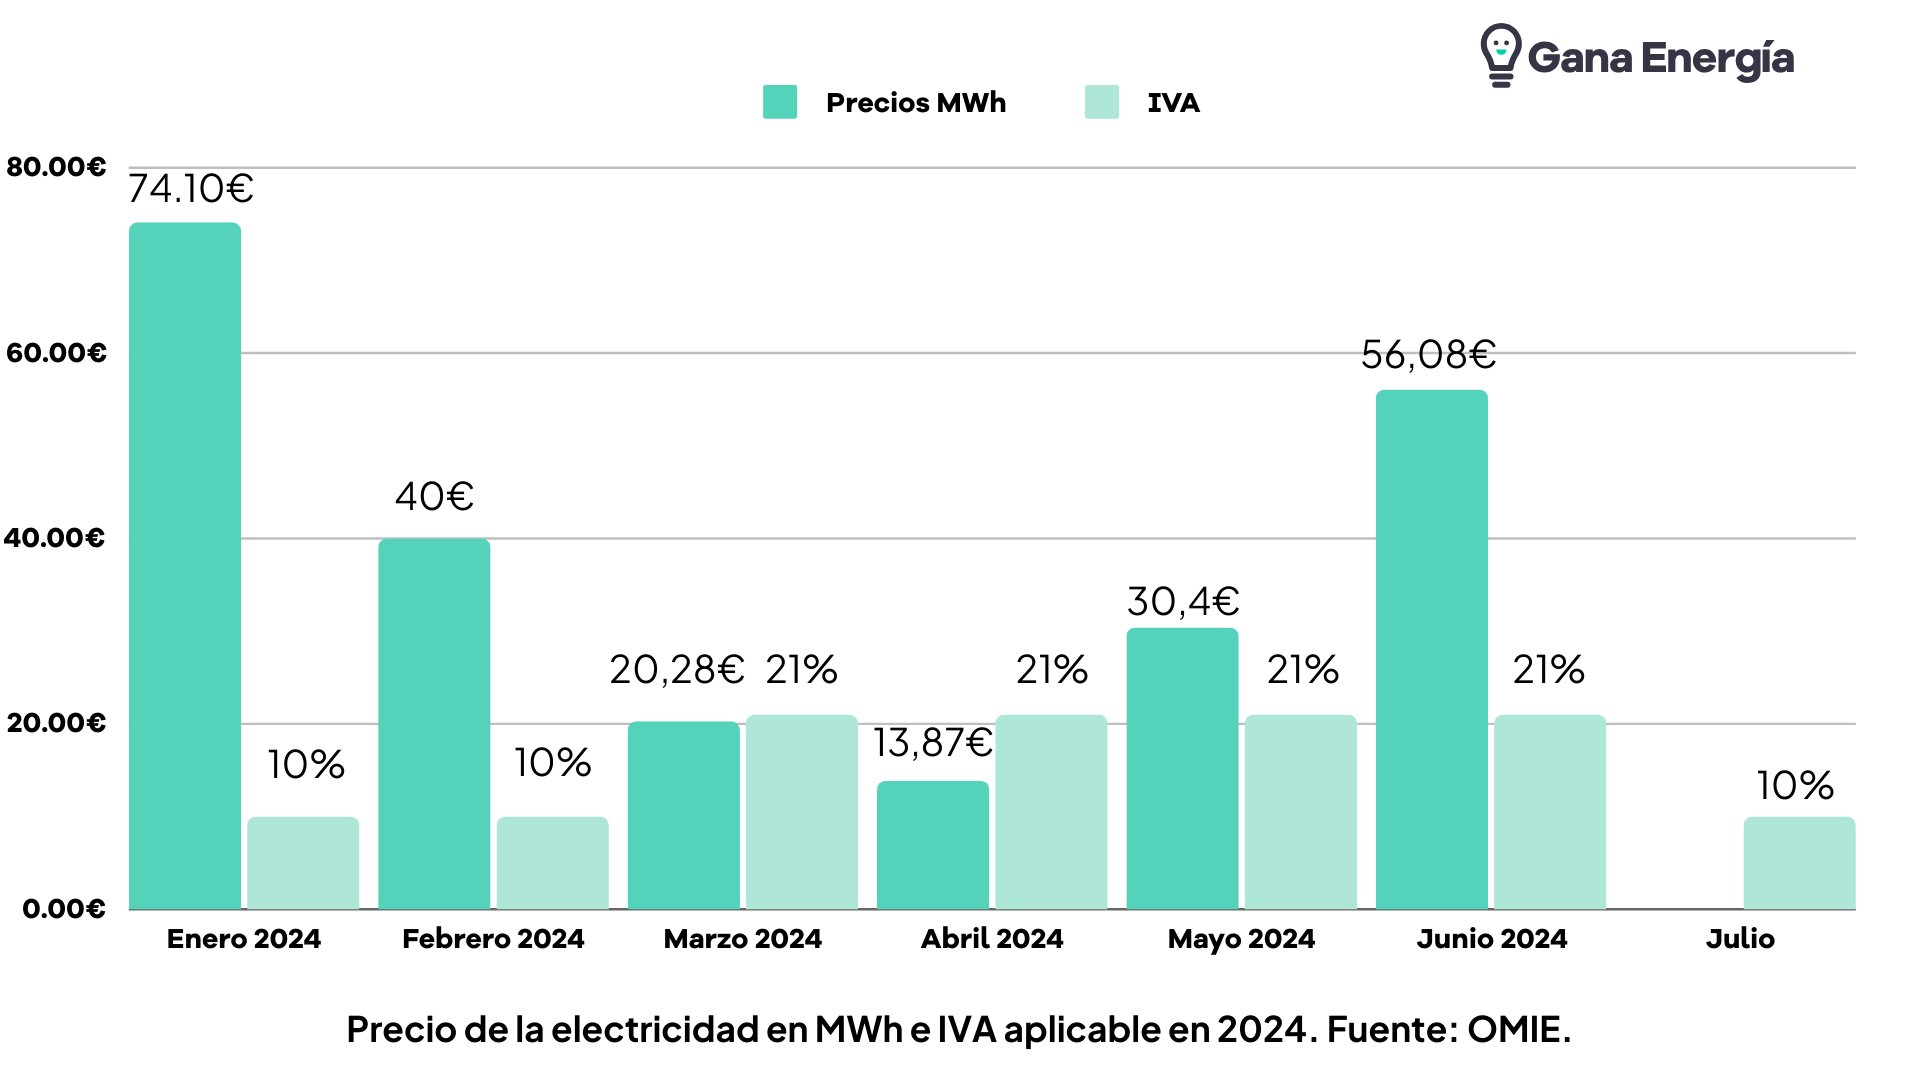 Gana Energía
Precios MWh IVA
80.00€
74.10€
60.00€
56,08€
40€
40.00€
30,4€
20,28€ 21% 21% 21% 21%
20.00€
13,87€
10% 10% 10%
0.00€
Enero 2024 Febrero 2024 Marzo 2024 Abril 2024 Mayo 2024 Junio 2024 Julio
Precio de la electricidad en MWh e IVA aplicable en 2024. Fuente: OMIE.